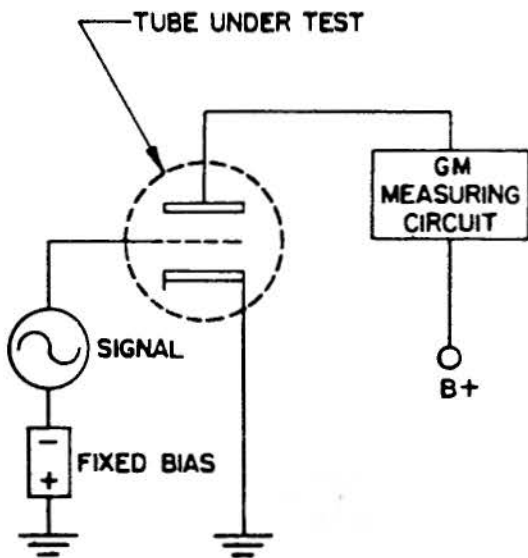 TUBE UNDER TEST
GM
MEASURING
CIRCUIT
SIGNAL
B+
−
FIXED BIAS
+